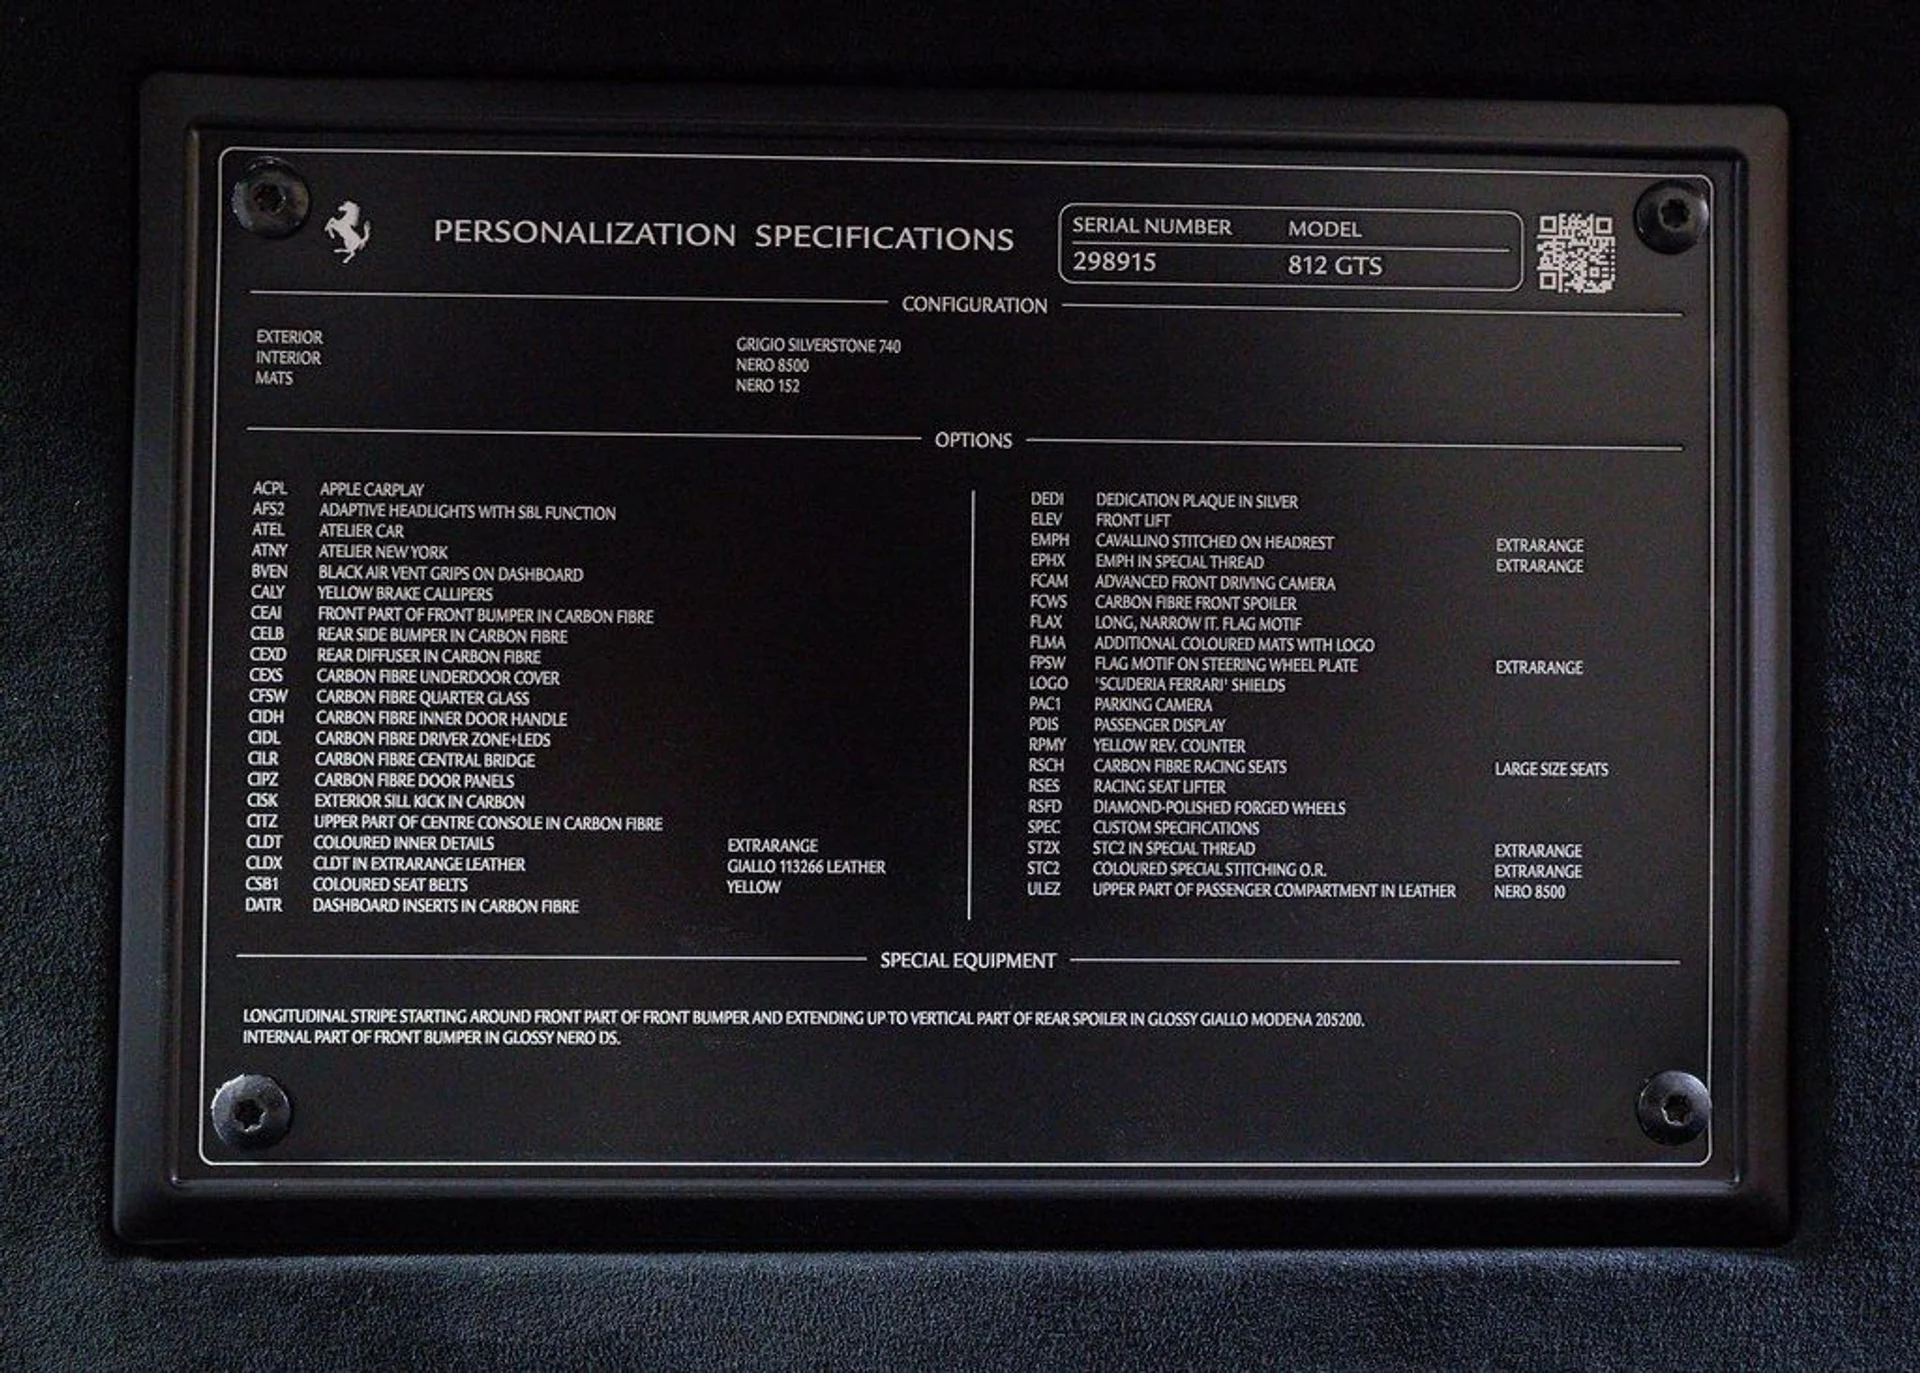 PERSONALIZATION SPECIFICATIONS
SERIAL NUMBER MODEL
298915 812 GTS
CONFIGURATION
EXTERIOR GRIGIO SILVERSTONE 740
INTERIOR NERO 8500
MATS NERO 152
OPTIONS
ACPL APPLE CARPLAY
AFS2 ADAPTIVE HEADLIGHTS WITH SBL FUNCTION
ATEL ATELIER CAR
ATNY ATELIER NEW YORK
BVEN BLACK AIR VENT GRIPS ON DASHBOARD
CALY YELLOW BRAKE CALLIPERS
CEAI FRONT PART OF FRONT BUMPER IN CARBON FIBRE
CELB REAR SIDE BUMPER IN CARBON FIBRE
CEXD REAR DIFFUSER IN CARBON FIBRE
CEXS CARBON FIBRE UNDERDOOR COVER
CFSW CARBON FIBRE QUARTER GLASS
CIDH CARBON FIBRE INNER DOOR HANDLE
CIDL CARBON FIBRE DRIVER ZONE+LEDS
CILR CARBON FIBRE CENTRAL BRIDGE
CIPZ CARBON FIBRE DOOR PANELS
CISK EXTERIOR SILL KICK IN CARBON
CITZ UPPER PART OF CENTRE CONSOLE IN CARBON FIBRE
CLDT COLOURED INNER DETAILS EXTRARANGE
CLDX CLDT IN EXTRARANGE LEATHER GIALLO 113266 LEATHER
CSB1 COLOURED SEAT BELTS YELLOW
DATR DASHBOARD INSERTS IN CARBON FIBRE
DEDI DEDICATION PLAQUE IN SILVER
ELEV FRONT LIFT
EMPH CAVALLINO STITCHED ON HEADREST EXTRARANGE
EPHX EMPH IN SPECIAL THREAD EXTRARANGE
FCAM ADVANCED FRONT DRIVING CAMERA
FCWS CARBON FIBRE FRONT SPOILER
FLAX LONG, NARROW IT. FLAG MOTIF
FLMA ADDITIONAL COLOURED MATS WITH LOGO
FPSW FLAG MOTIF ON STEERING WHEEL PLATE EXTRARANGE
LOGO 'SCUDERIA FERRARI' SHIELDS
PAC1 PARKING CAMERA
PDIS PASSENGER DISPLAY
RPMY YELLOW REV. COUNTER
RSCH CARBON FIBRE RACING SEATS LARGE SIZE SEATS
RSES RACING SEAT LIFTER
RSFD DIAMOND-POLISHED FORGED WHEELS
SPEC CUSTOM SPECIFICATIONS
ST2X STC2 IN SPECIAL THREAD EXTRARANGE
STC2 COLOURED SPECIAL STITCHING O.R. EXTRARANGE
ULEZ UPPER PART OF PASSENGER COMPARTMENT IN LEATHER NERO 8500
SPECIAL EQUIPMENT
LONGITUDINAL STRIPE STARTING AROUND FRONT PART OF FRONT BUMPER AND EXTENDING UP TO VERTICAL PART OF REAR SPOILER IN GLOSSY GIALLO MODENA 205200.
INTERNAL PART OF FRONT BUMPER IN GLOSSY NERO DS.